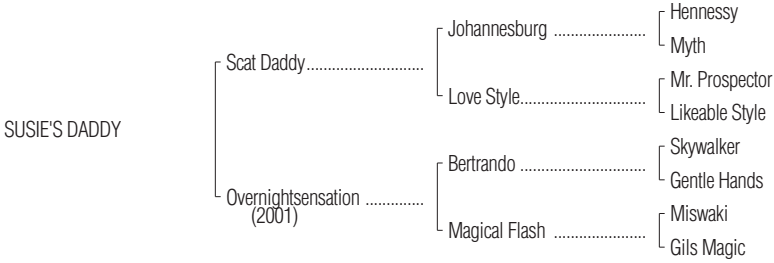 Hennessy
Johannesburg ....................
Myth
Scat Daddy...........................
Mr. Prospector
Love Style...........................
Likeable Style
SUSIE'S DADDY
Skywalker
Bertrando ...........................
Gentle Hands
Overnightsensation .............
(2001)
Miswaki
Magical Flash ....................
Gils Magic